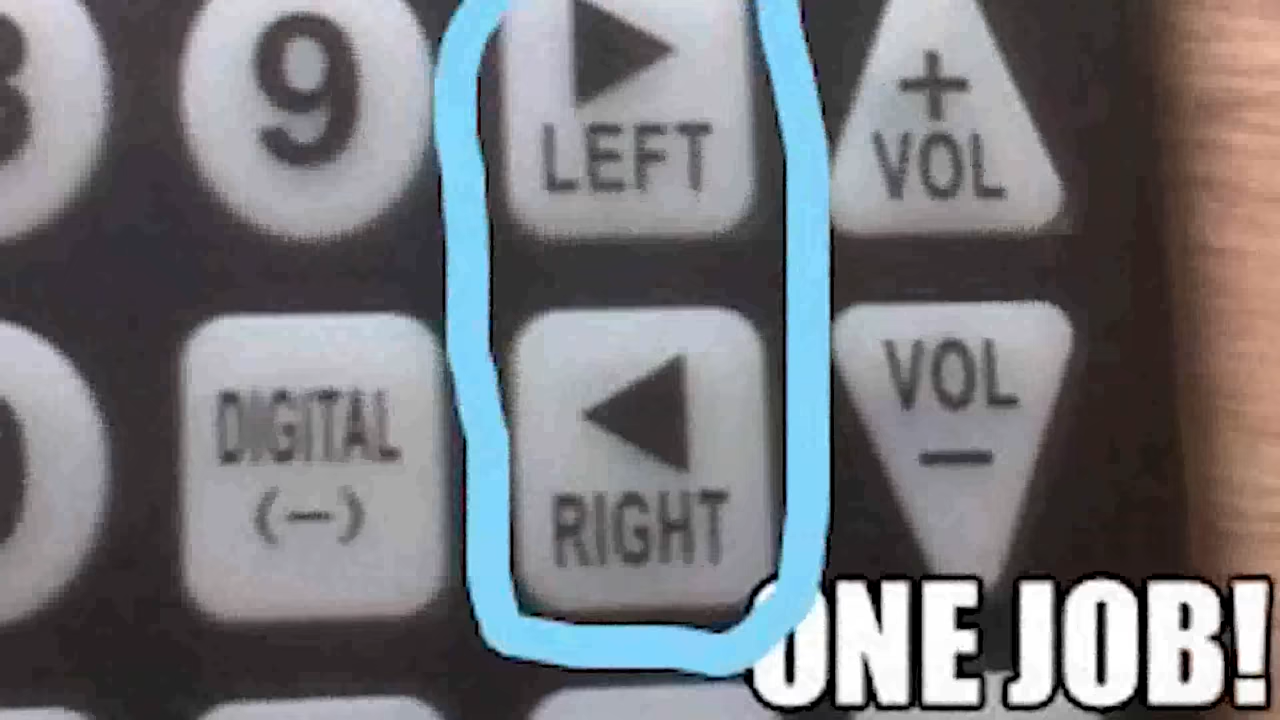 9
LEFT
+
VOL
DIGITAL
(−)
RIGHT
VOL
−
ONE JOB!